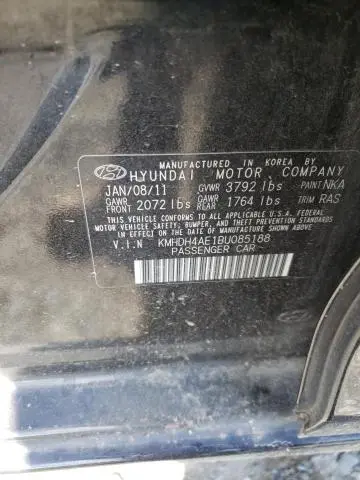 MANUFACTURED IN KOREA BY
HYUNDAI MOTOR COMPANY
JAN/08/11 GVWR 3792 lbs PAINT NKA
GAWR FRONT 2072 lbs GAWR REAR 1764 lbs TRIM RAS
THIS VEHICLE CONFORMS TO ALL APPLICABLE U.S.A. FEDERAL
MOTOR VEHICLE SAFETY, BUMPER, AND THEFT PREVENTION
STANDARDS IN EFFECT ON THE DATE OF MANUFACTURE SHOWN ABOVE
V.I.N KMHDH4AE1BU085188
PASSENGER CAR